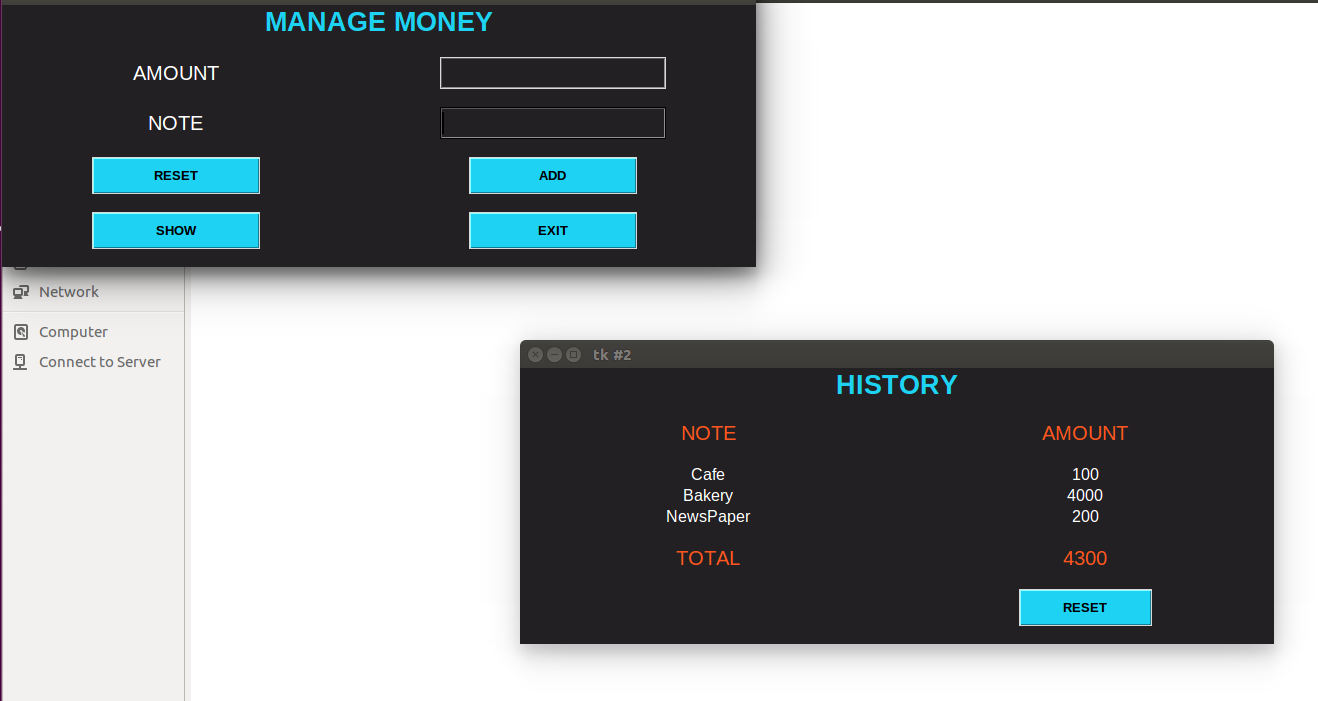 MANAGE MONEY
AMOUNT
NOTE
RESET ADD
SHOW EXIT
Network
Computer
Connect to Server
tk #2
HISTORY
NOTE AMOUNT
Cafe 100
Bakery 4000
NewsPaper 200
TOTAL 4300
RESET